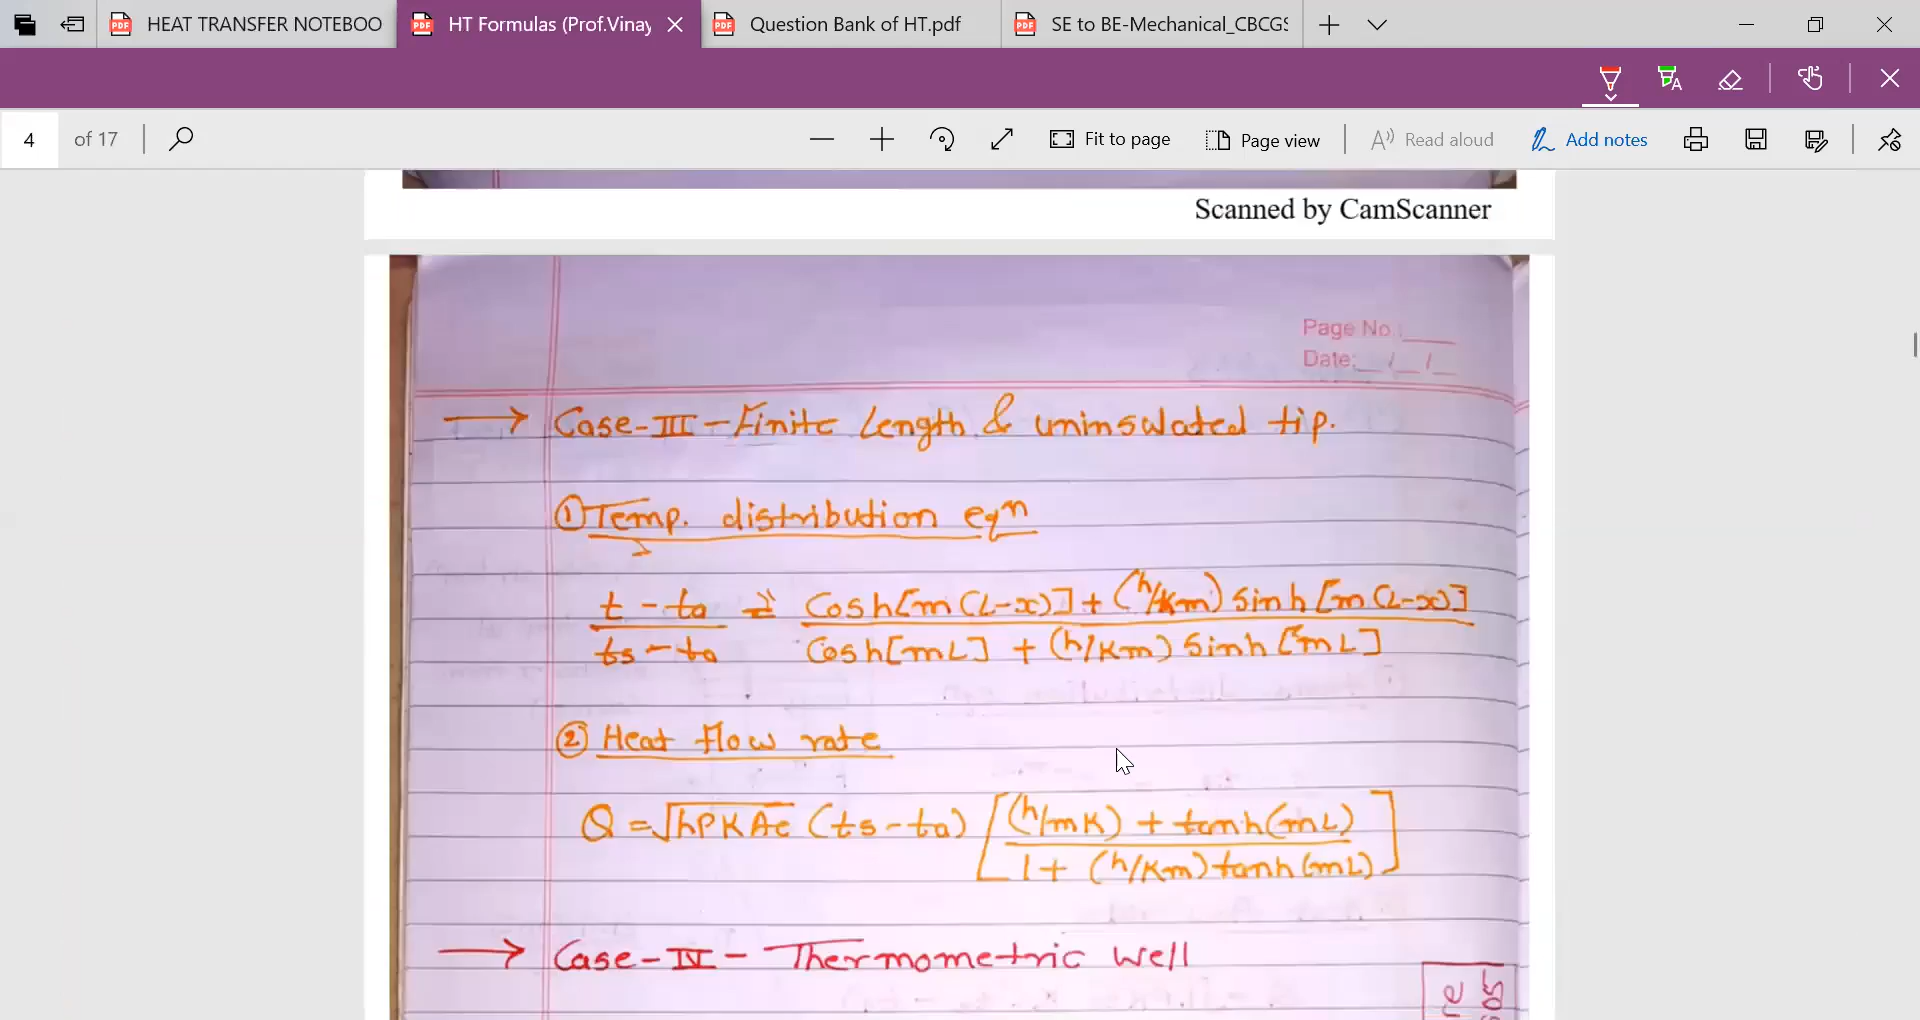 HEAT TRANSFER NOTEBOO
HT Formulas (Prof.Vinay
Question Bank of HT.pdf
SE to BE-Mechanical_CBCGS
4 of 17
Fit to page
Page view
Read aloud
Add notes
Scanned by CamScanner
Page No.:
Date: / /
→ Case-III - Finite Length & uninsulated tip.
① Temp. distribution eqn
t - ta / ts - ta = Cosh[m(L-x)] + (h/Km) sinh[m(L-x)] / Cosh[mL] + (h/Km) sinh[mL]
② Heat flow rate
Q = √hPKAc (ts - ta) [(h/mK) + tanh(mL) / 1 + (h/Km) tanh(mL)]
→ Case-IV - Thermometric well